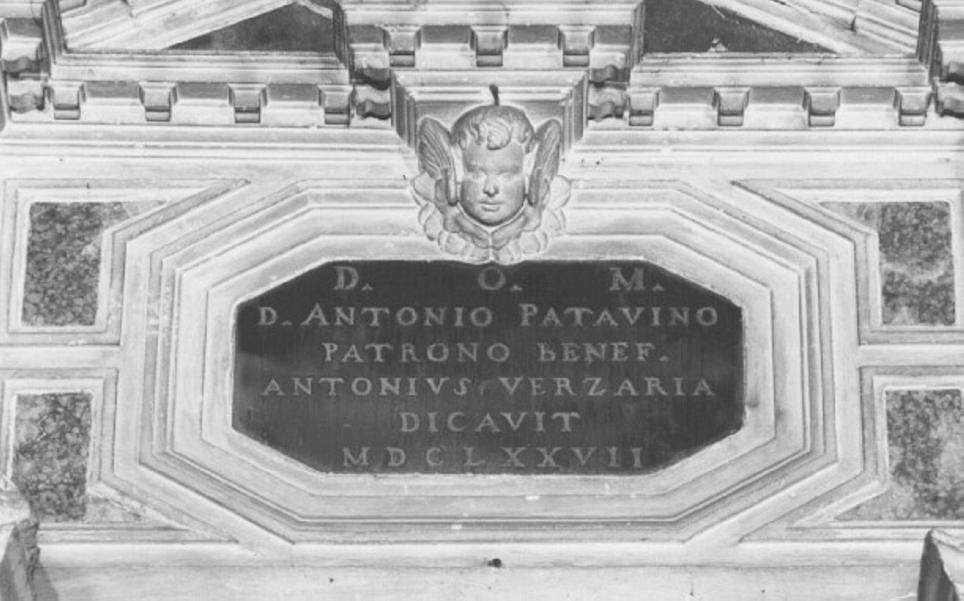 D. O. M.
D. ANTONIO PATAVINO
PATRONO BENEF.
ANTONIVS VERZARIA
DICAVIT
MDCLXXVII